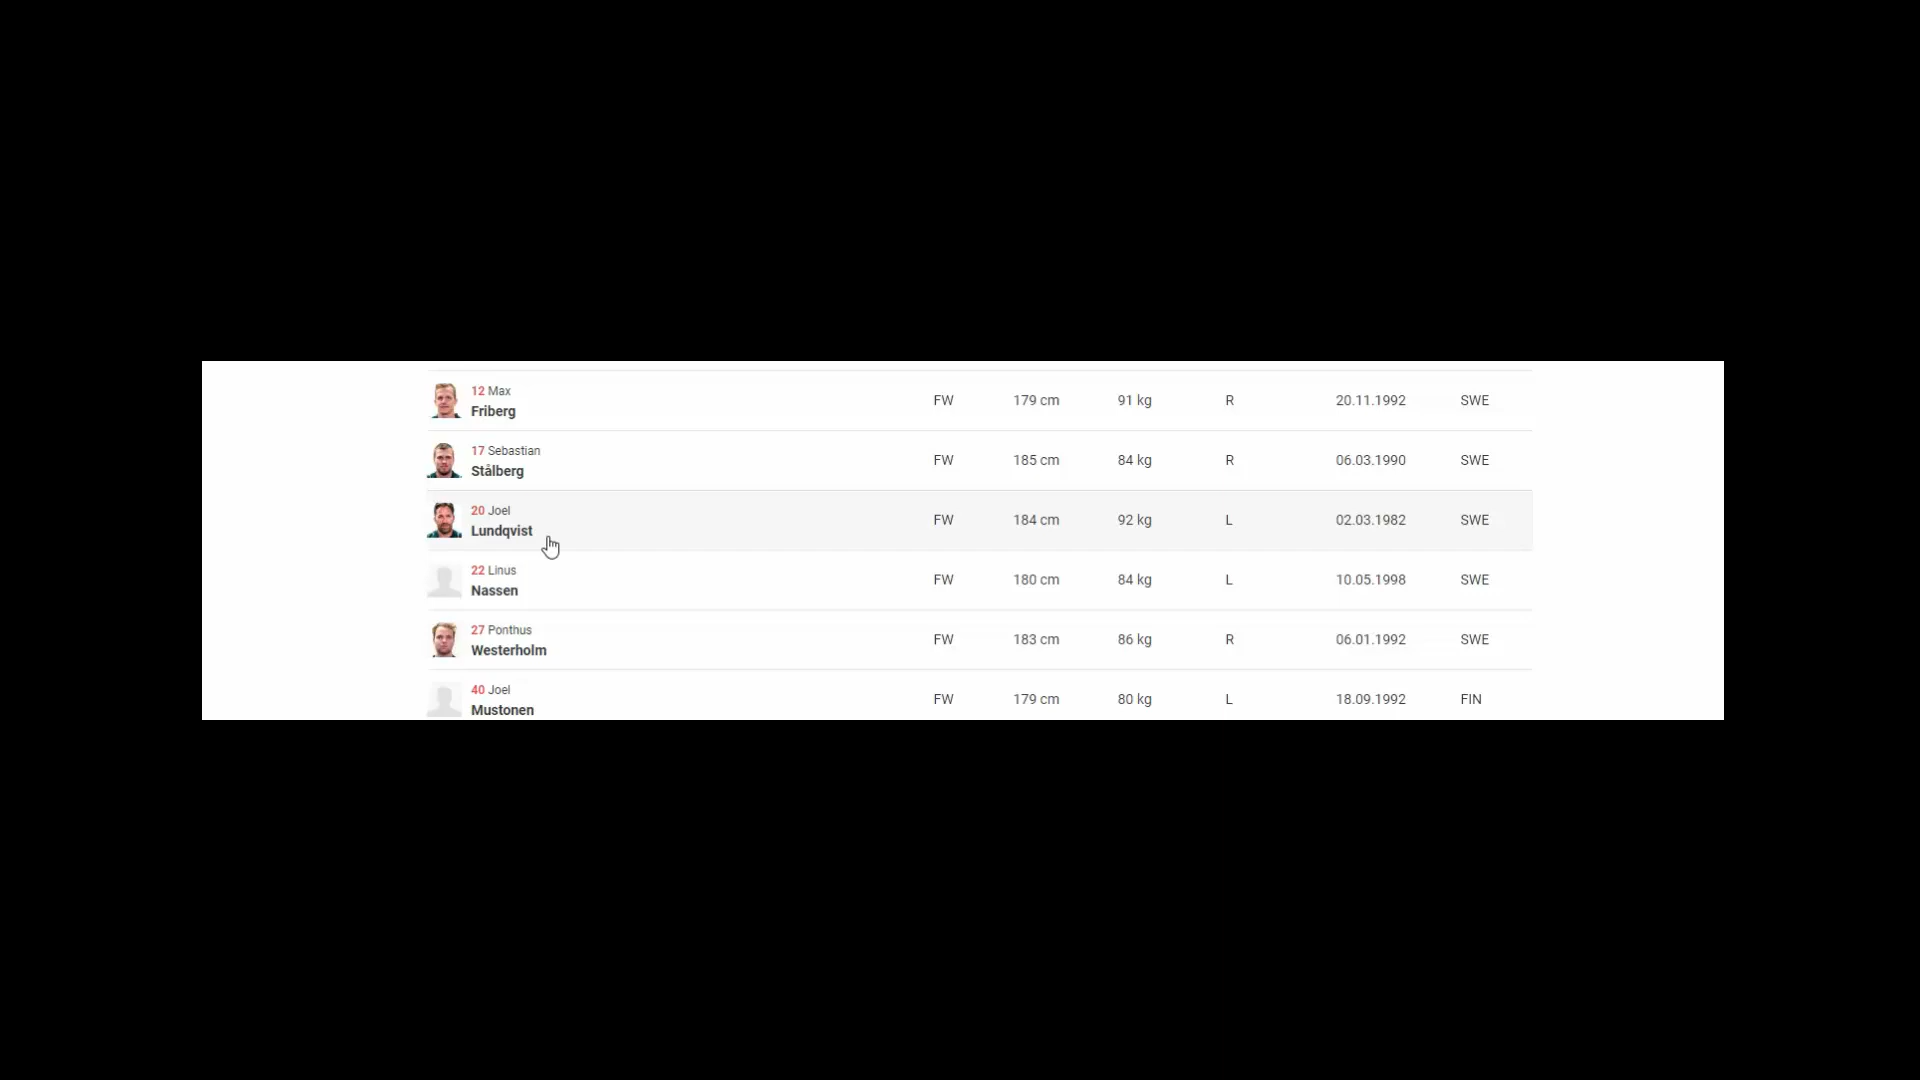 12 Max
Friberg
FW 179 cm 91 kg R 20.11.1992 SWE
17 Sebastian
Stålberg
FW 185 cm 84 kg R 06.03.1990 SWE
20 Joel
Lundqvist
FW 184 cm 92 kg L 02.03.1982 SWE
22 Linus
Nassen
FW 180 cm 84 kg L 10.05.1998 SWE
27 Ponthus
Westerholm
FW 183 cm 86 kg R 06.01.1992 SWE
40 Joel
Mustonen
FW 179 cm 80 kg L 18.09.1992 FIN